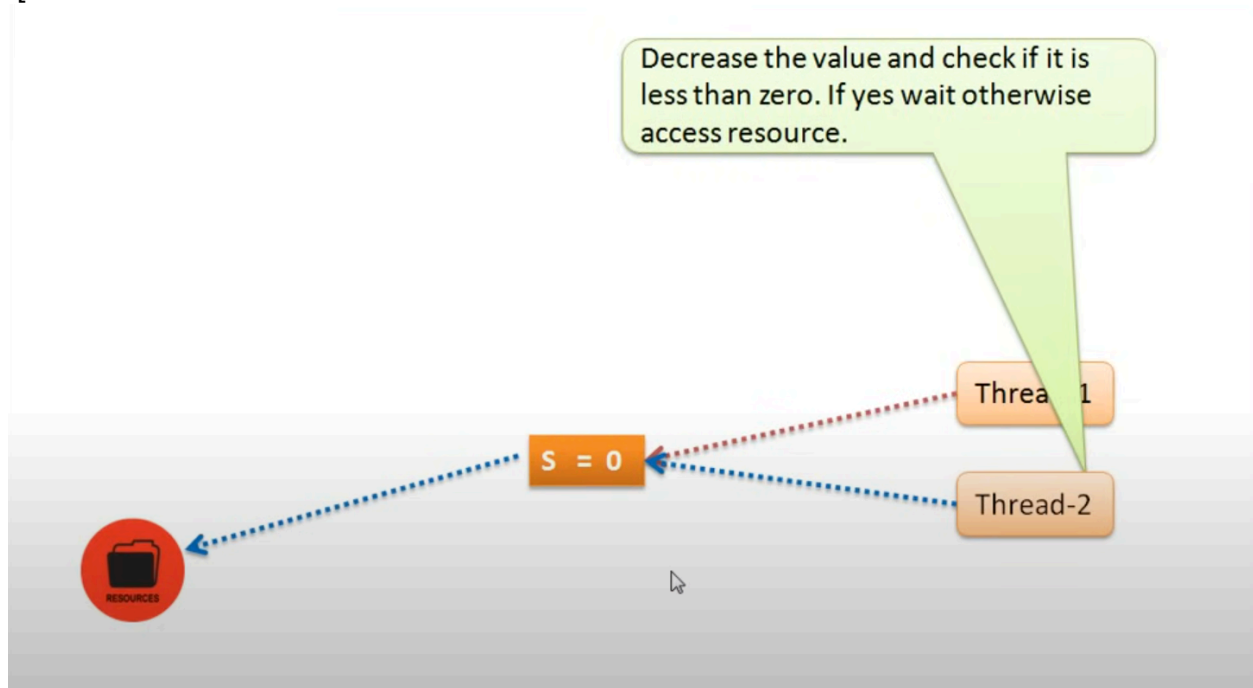 Decrease the value and check if it is
less than zero. If yes wait otherwise
access resource.
Threa 1
S = 0
Thread-2
RESOURCES